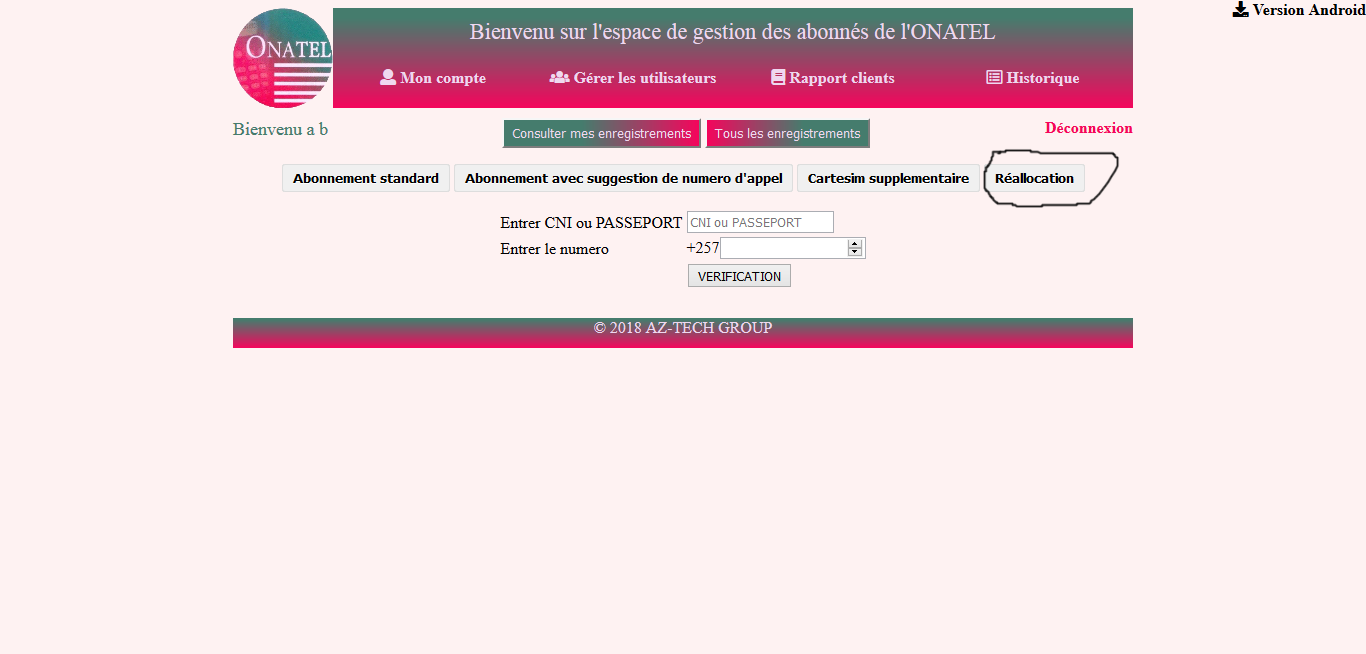 Version Android
ONATEL
Bienvenu sur l'espace de gestion des abonnés de l'ONATEL
Mon compte Gérer les utilisateurs Rapport clients Historique
Bienvenu a b Consulter mes enregistrements Tous les enregistrements Déconnexion
Abonnement standard Abonnement avec suggestion de numero d'appel Cartesim supplementaire Réallocation
Entrer CNI ou PASSEPORT CNI ou PASSEPORT
Entrer le numero +257
VERIFICATION
© 2018 AZ-TECH GROUP